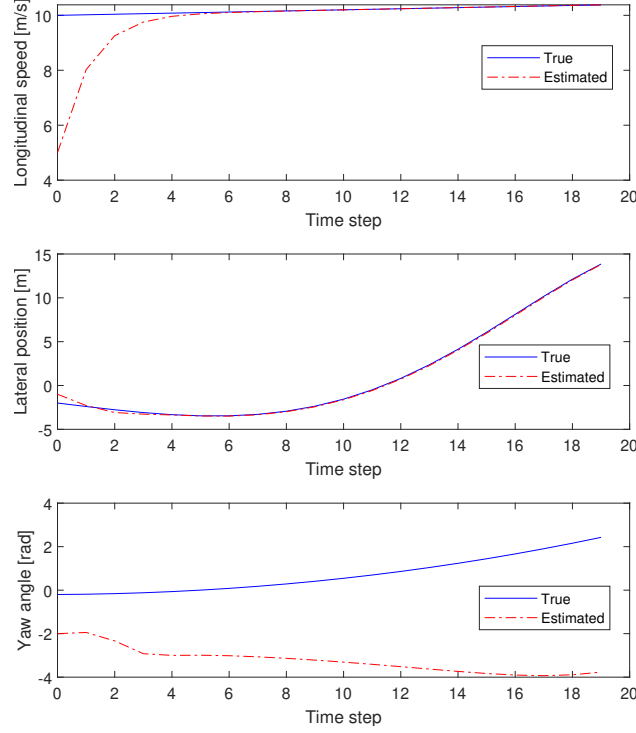 Longitudinal speed [m/s]
10
8
6
4
0 2 4 6 8 10 12 14 16 18 20
Time step
True
Estimated
Lateral position [m]
15
10
5
0
-5
0 2 4 6 8 10 12 14 16 18 20
Time step
True
Estimated
Yaw angle [rad]
4
2
0
-2
-4
0 2 4 6 8 10 12 14 16 18 20
Time step
True
Estimated